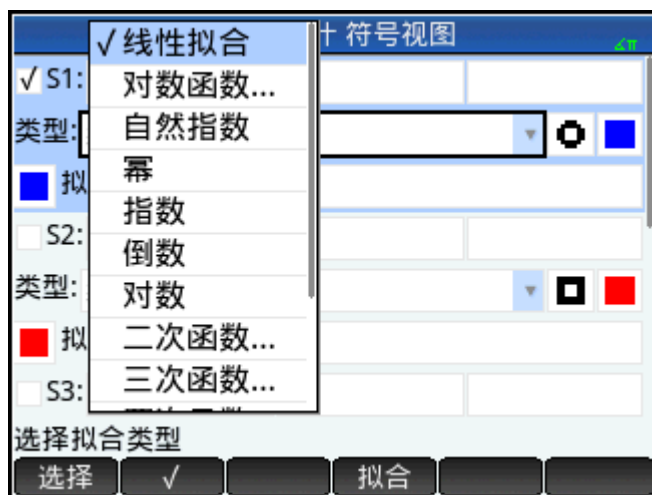 符号视图
∠π
√ 线性拟合
对数函数...
自然指数
幂
指数
倒数
对数
二次函数...
三次函数...
√ S1:
类型:
拟
S2:
类型:
拟
S3:
选择拟合类型
选择 √ 拟合